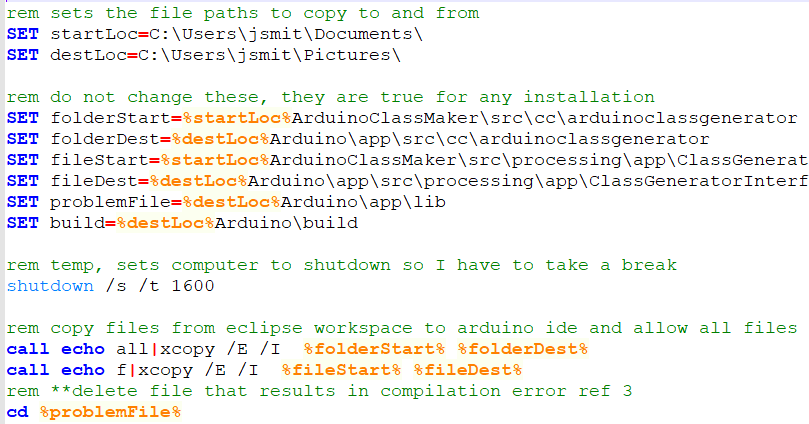 rem sets the file paths to copy to and from
SET startLoc=C:\Users\jsmit\Documents\
SET destLoc=C:\Users\jsmit\Pictures\
rem do not change these, they are true for any installation
SET folderStart=%startLoc%ArduinoClassMaker\src\cc\arduinoclassgenerator
SET folderDest=%destLoc%Arduino\app\src\cc\arduinoclassgenerator
SET fileStart=%startLoc%ArduinoClassMaker\src\processing\app\ClassGenerat
SET fileDest=%destLoc%Arduino\app\src\processing\app\ClassGeneratorInterf
SET problemFile=%destLoc%Arduino\app\lib
SET build=%destLoc%Arduino\build
rem temp, sets computer to shutdown so I have to take a break
shutdown /s /t 1600
rem copy files from eclipse workspace to arduino ide and allow all files
call echo all|xcopy /E /I  %folderStart% %folderDest%
call echo f|xcopy /E /I  %fileStart% %fileDest%
rem **delete file that results in compilation error ref 3
cd %problemFile%